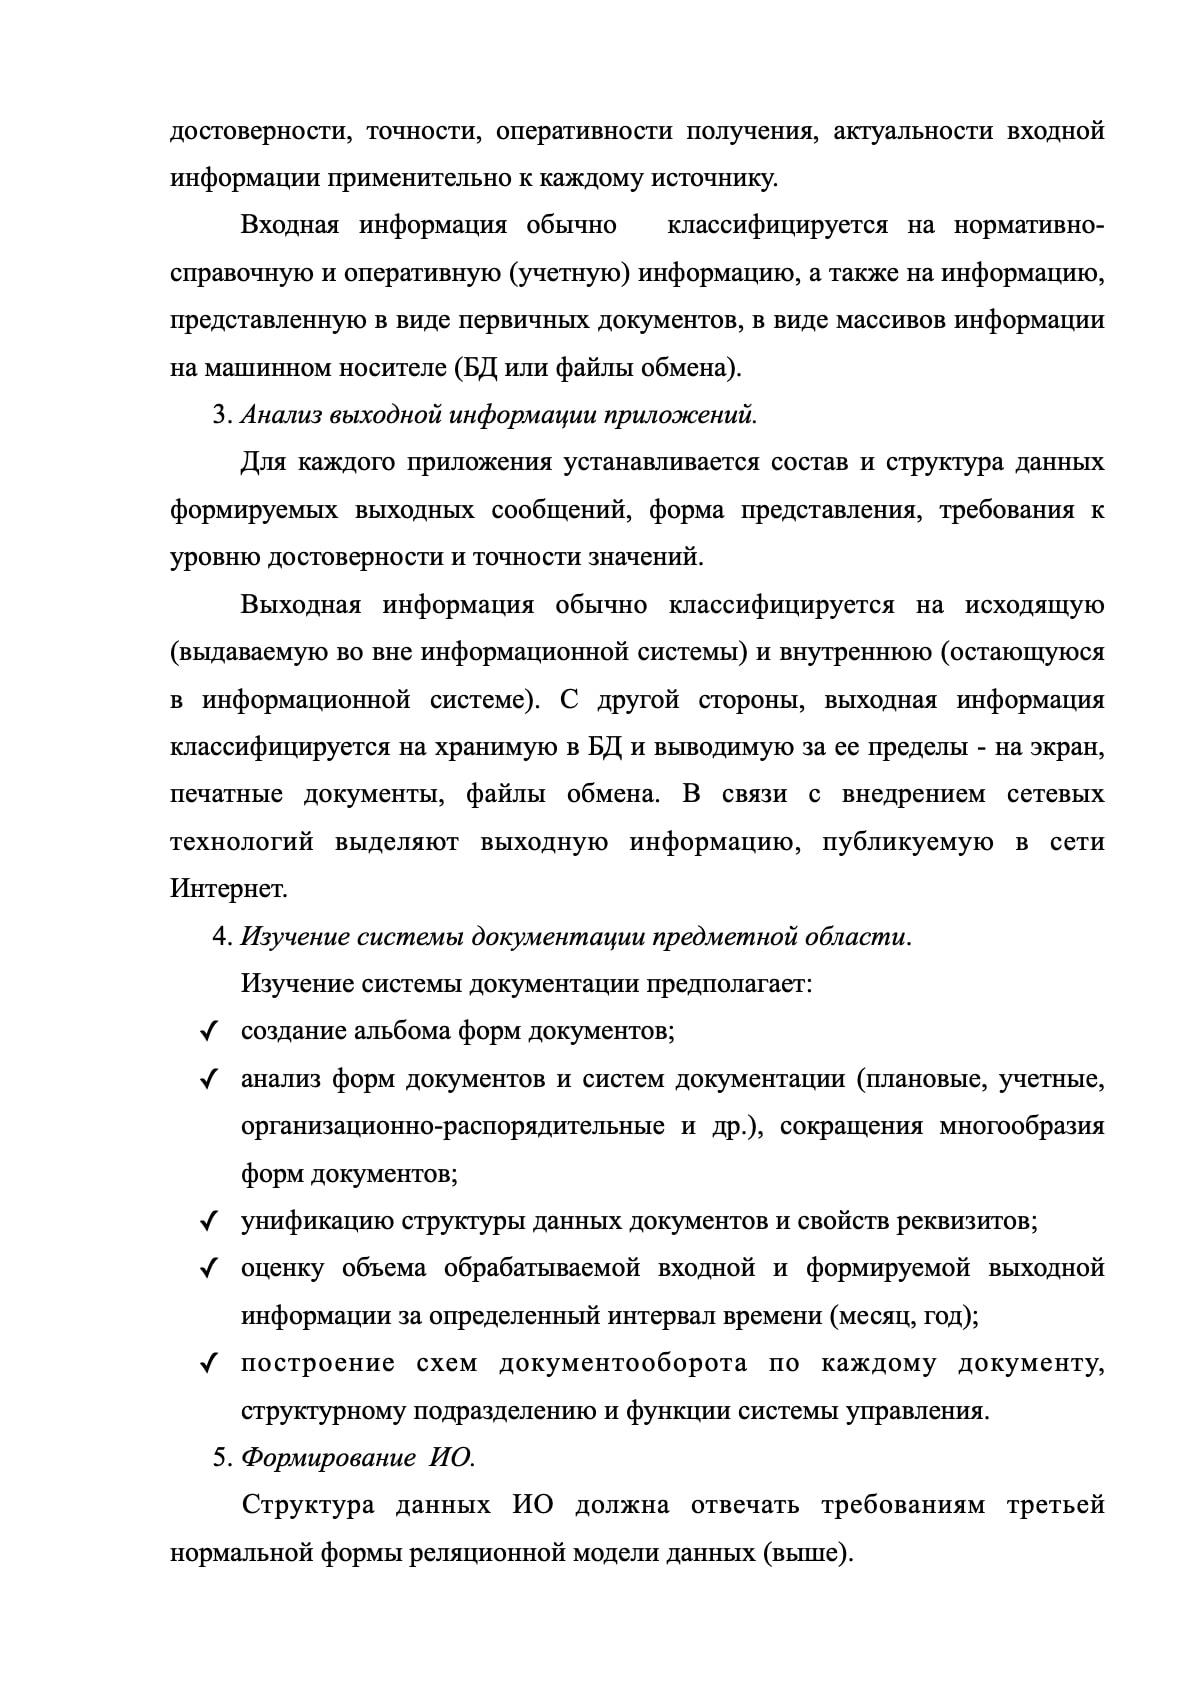 достоверности, точности, оперативности получения, актуальности входной
информации применительно к каждому источнику.
Входная информация обычно классифицируется на нормативно-
справочную и оперативную (учетную) информацию, а также на информацию,
представленную в виде первичных документов, в виде массивов информации
на машинном носителе (БД или файлы обмена).
3. Анализ выходной информации приложений.
Для каждого приложения устанавливается состав и структура данных
формируемых выходных сообщений, форма представления, требования к
уровню достоверности и точности значений.
Выходная информация обычно классифицируется на исходящую
(выдаваемую во вне информационной системы) и внутреннюю (остающуюся
в информационной системе). С другой стороны, выходная информация
классифицируется на хранимую в БД и выводимую за ее пределы - на экран,
печатные документы, файлы обмена. В связи с внедрением сетевых
технологий выделяют выходную информацию, публикуемую в сети
Интернет.
4. Изучение системы документации предметной области.
Изучение системы документации предполагает:
✓ создание альбома форм документов;
✓ анализ форм документов и систем документации (плановые, учетные,
организационно-распорядительные и др.), сокращения многообразия
форм документов;
✓ унификацию структуры данных документов и свойств реквизитов;
✓ оценку объема обрабатываемой входной и формируемой выходной
информации за определенный интервал времени (месяц, год);
✓ построение схем документооборота по каждому документу,
структурному подразделению и функции системы управления.
5. Формирование ИО.
Структура данных ИО должна отвечать требованиям третьей
нормальной формы реляционной модели данных (выше).